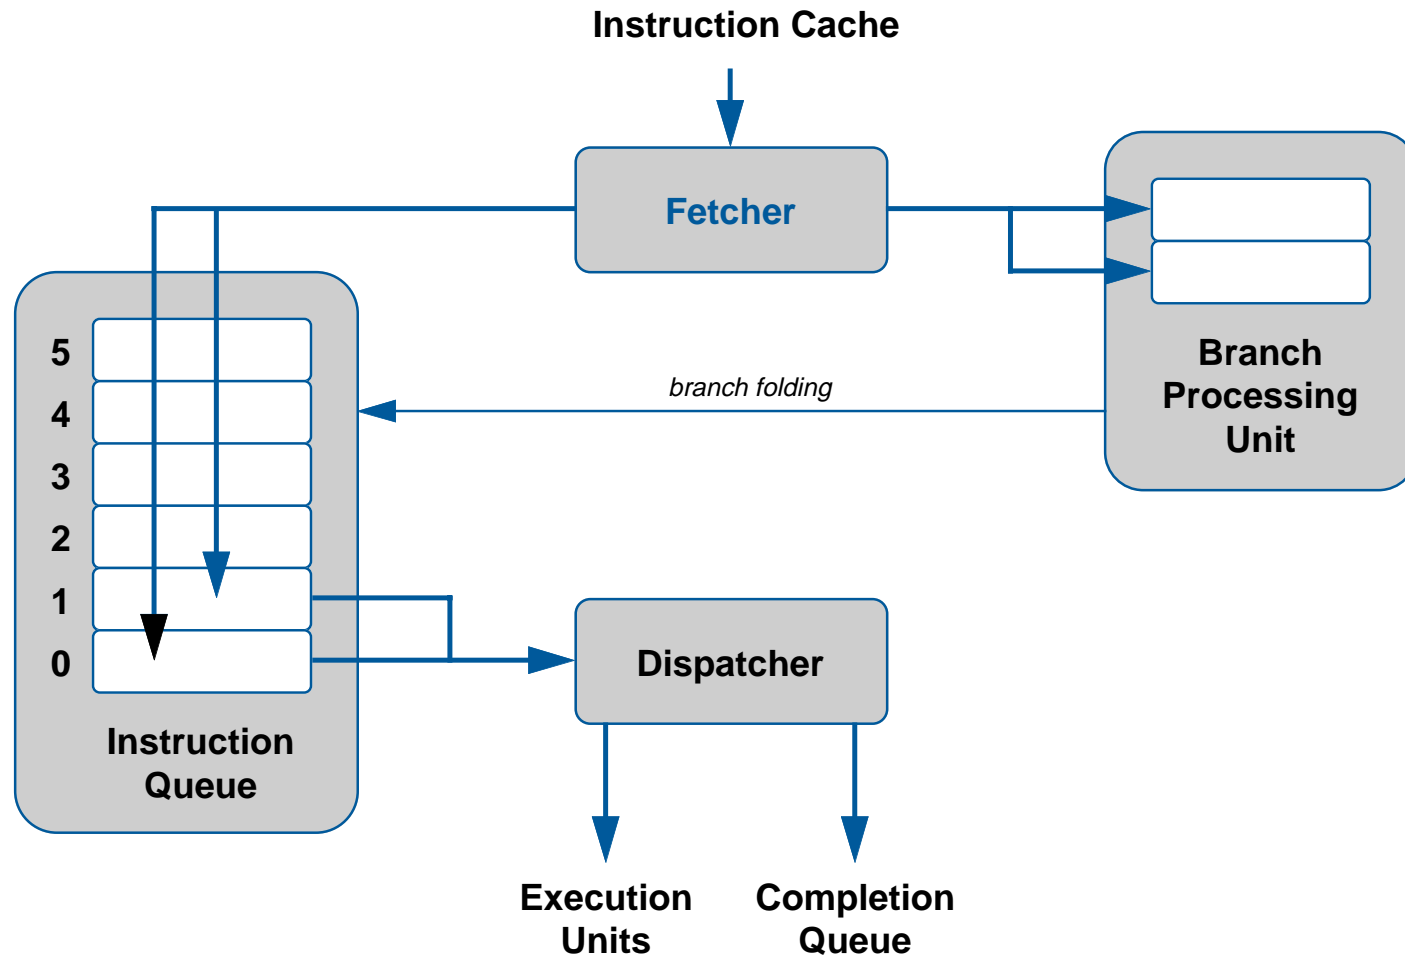 Instruction Cache
Fetcher
5
4
3
2
1
0
Instruction
Queue
branch folding
Branch
Processing
Unit
Dispatcher
Execution
Units
Completion
Queue